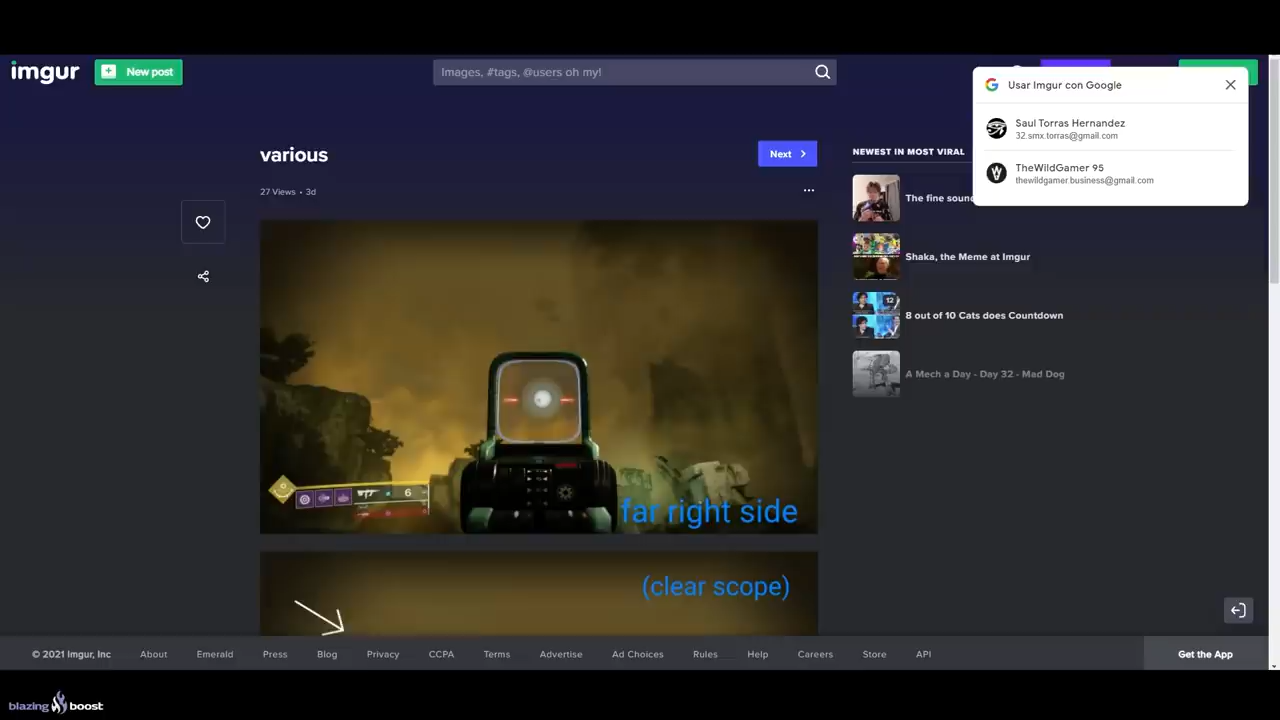 imgur
New post
Images, #tags, @users oh my!
Usar Imgur con Google
Saul Torras Hernandez
32.smx.torras@gmail.com
TheWildGamer 95
thewildgamer.business@gmail.com
various
Next
27 Views • 3d
NEWEST IN MOST VIRAL
The fine soun
Shaka, the Meme at Imgur
12
8 out of 10 Cats does Countdown
A Mech a Day - Day 32 - Mad Dog
6
far right side
(clear scope)
© 2021 Imgur, Inc
About
Emerald
Press
Blog
Privacy
CCPA
Terms
Advertise
Ad Choices
Rules
Help
Careers
Store
API
Get the App
blazing boost